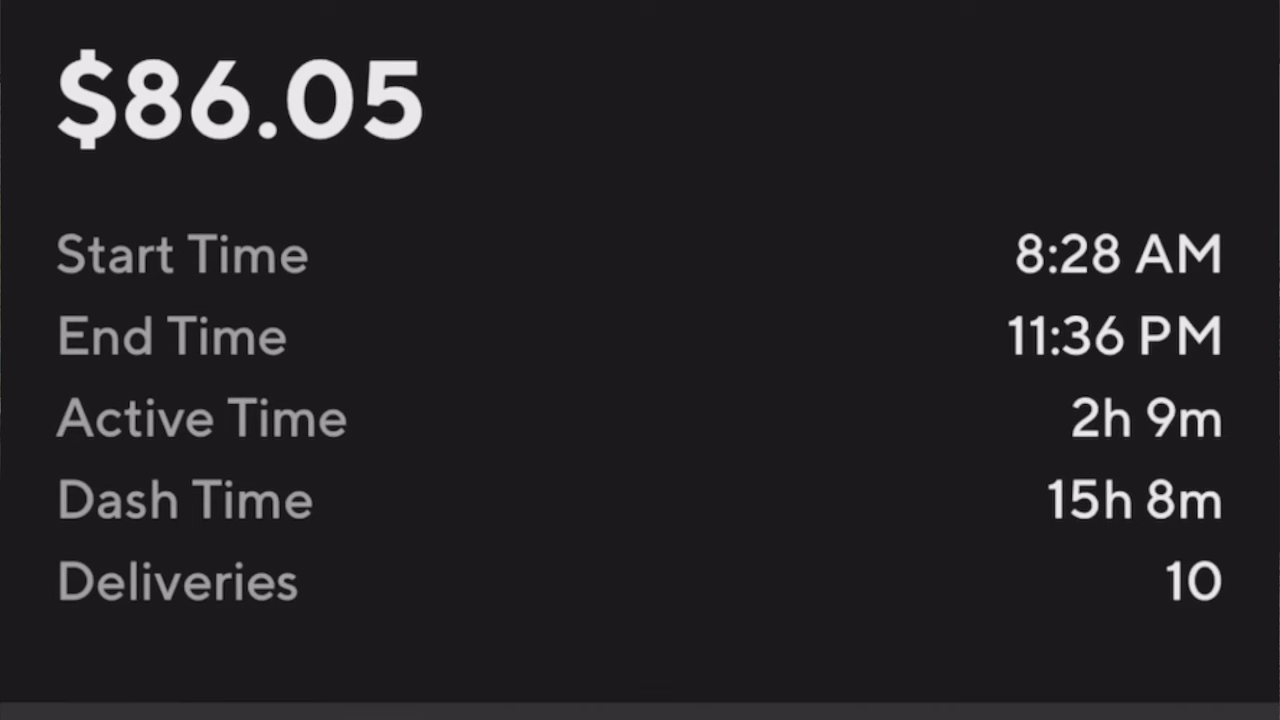 $86.05
Start Time 8:28 AM
End Time 11:36 PM
Active Time 2h 9m
Dash Time 15h 8m
Deliveries 10